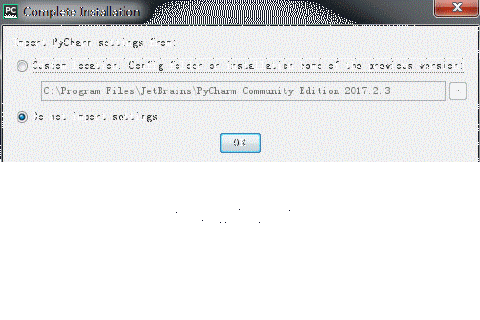 Complete Installation
Import PyCharm settings from:
Custom location. Config folder or installation home of the previous version:
C:\Program Files\JetBrains\PyCharm Community Edition 2017.2.3
Do not import settings
OK